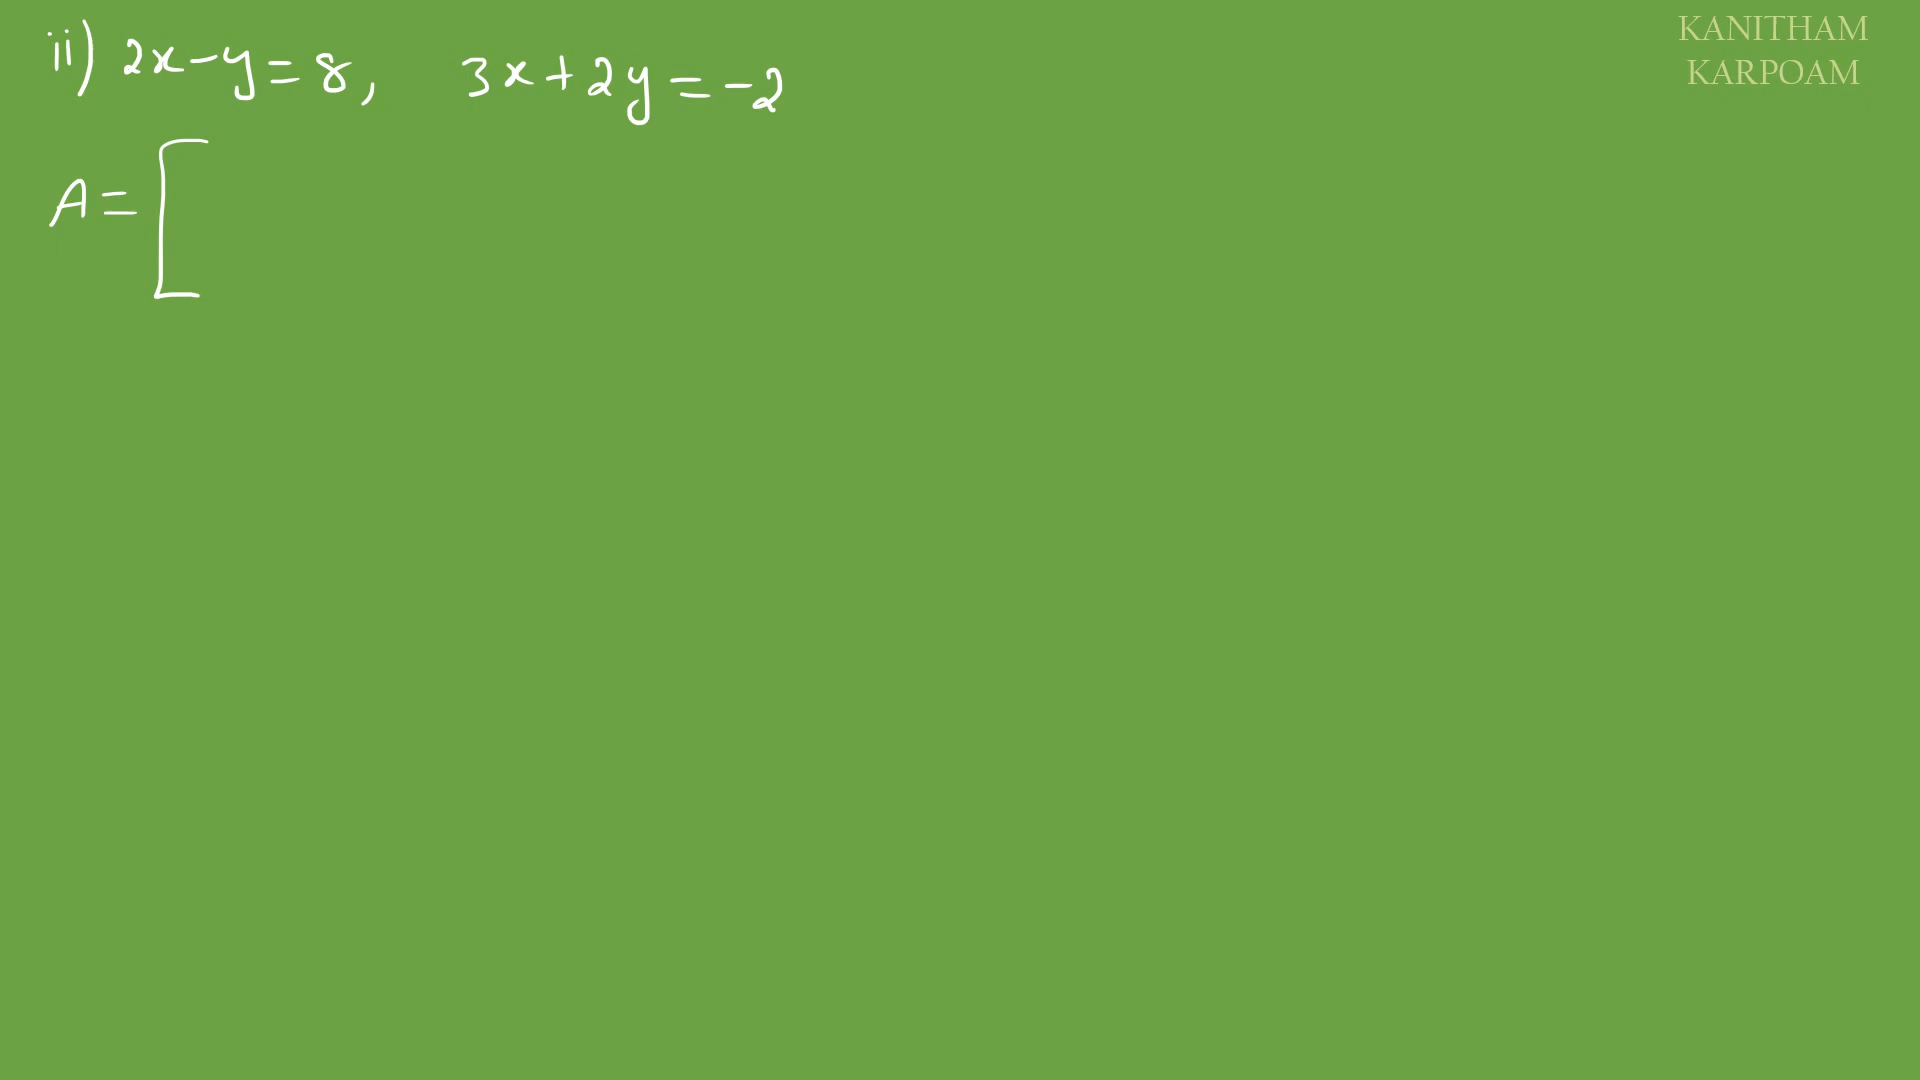 ii) 2x-y=8, 3x+2y=-2
KANITHAM
KARPOAM
A=[